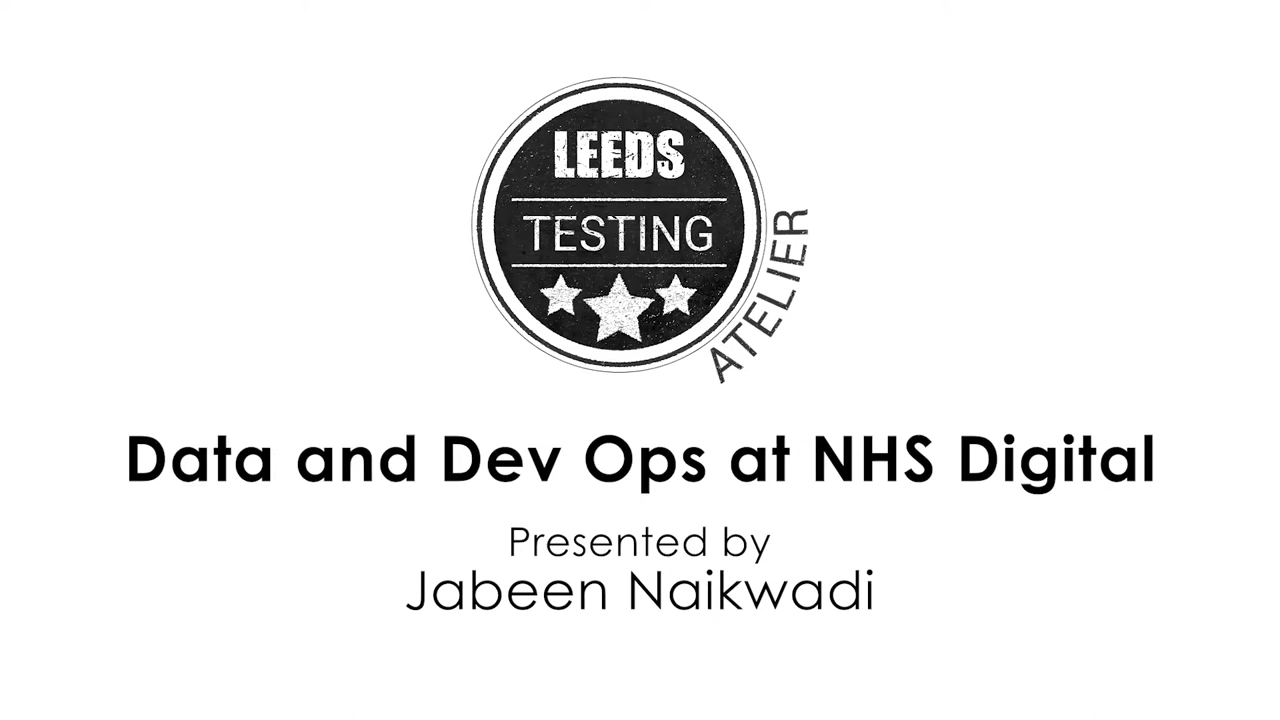 LEEDS
TESTING
ATELIER
Data and Dev Ops at NHS Digital
Presented by
Jabeen Naikwadi